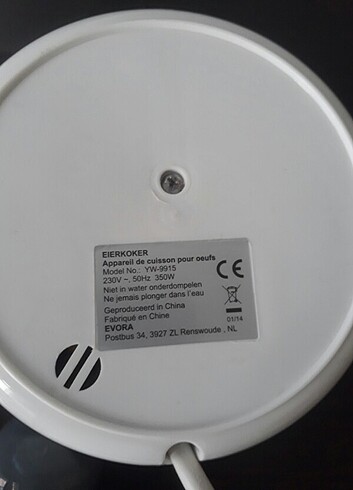 EIERKOKER
Appareil de cuisson pour oeufs
Model No.: YW-9915
230V ~, 50Hz 350W
Niet in water onderdompelen
Ne jamais plonger dans l'eau
Geproduceerd in China
Fabriqué en Chine
EVORA
Postbus 34, 3927 ZL Renswoude , NL
CE
01/14